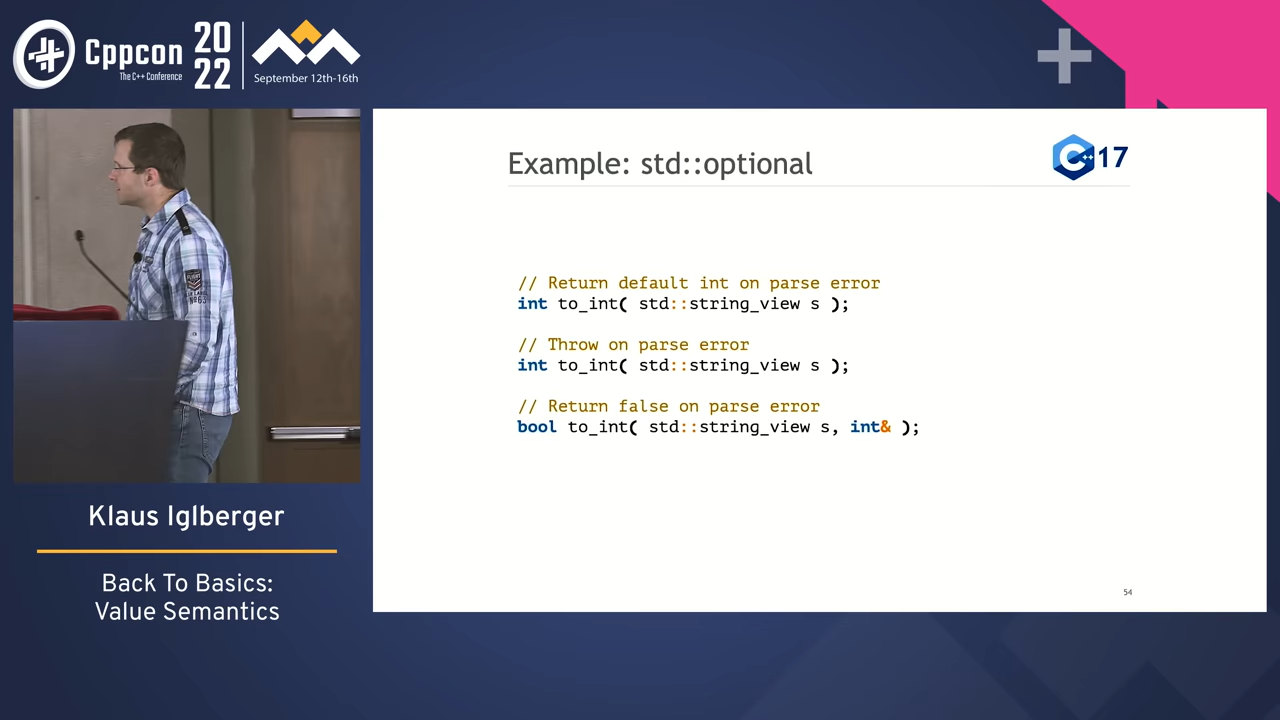 Cppcon
The C++ Conference
20
22
September 12th-16th
Example: std::optional
C++ 17
// Return default int on parse error
int to_int( std::string_view s );
// Throw on parse error
int to_int( std::string_view s );
// Return false on parse error
bool to_int( std::string_view s, int& );
54
Klaus Iglberger
Back To Basics:
Value Semantics